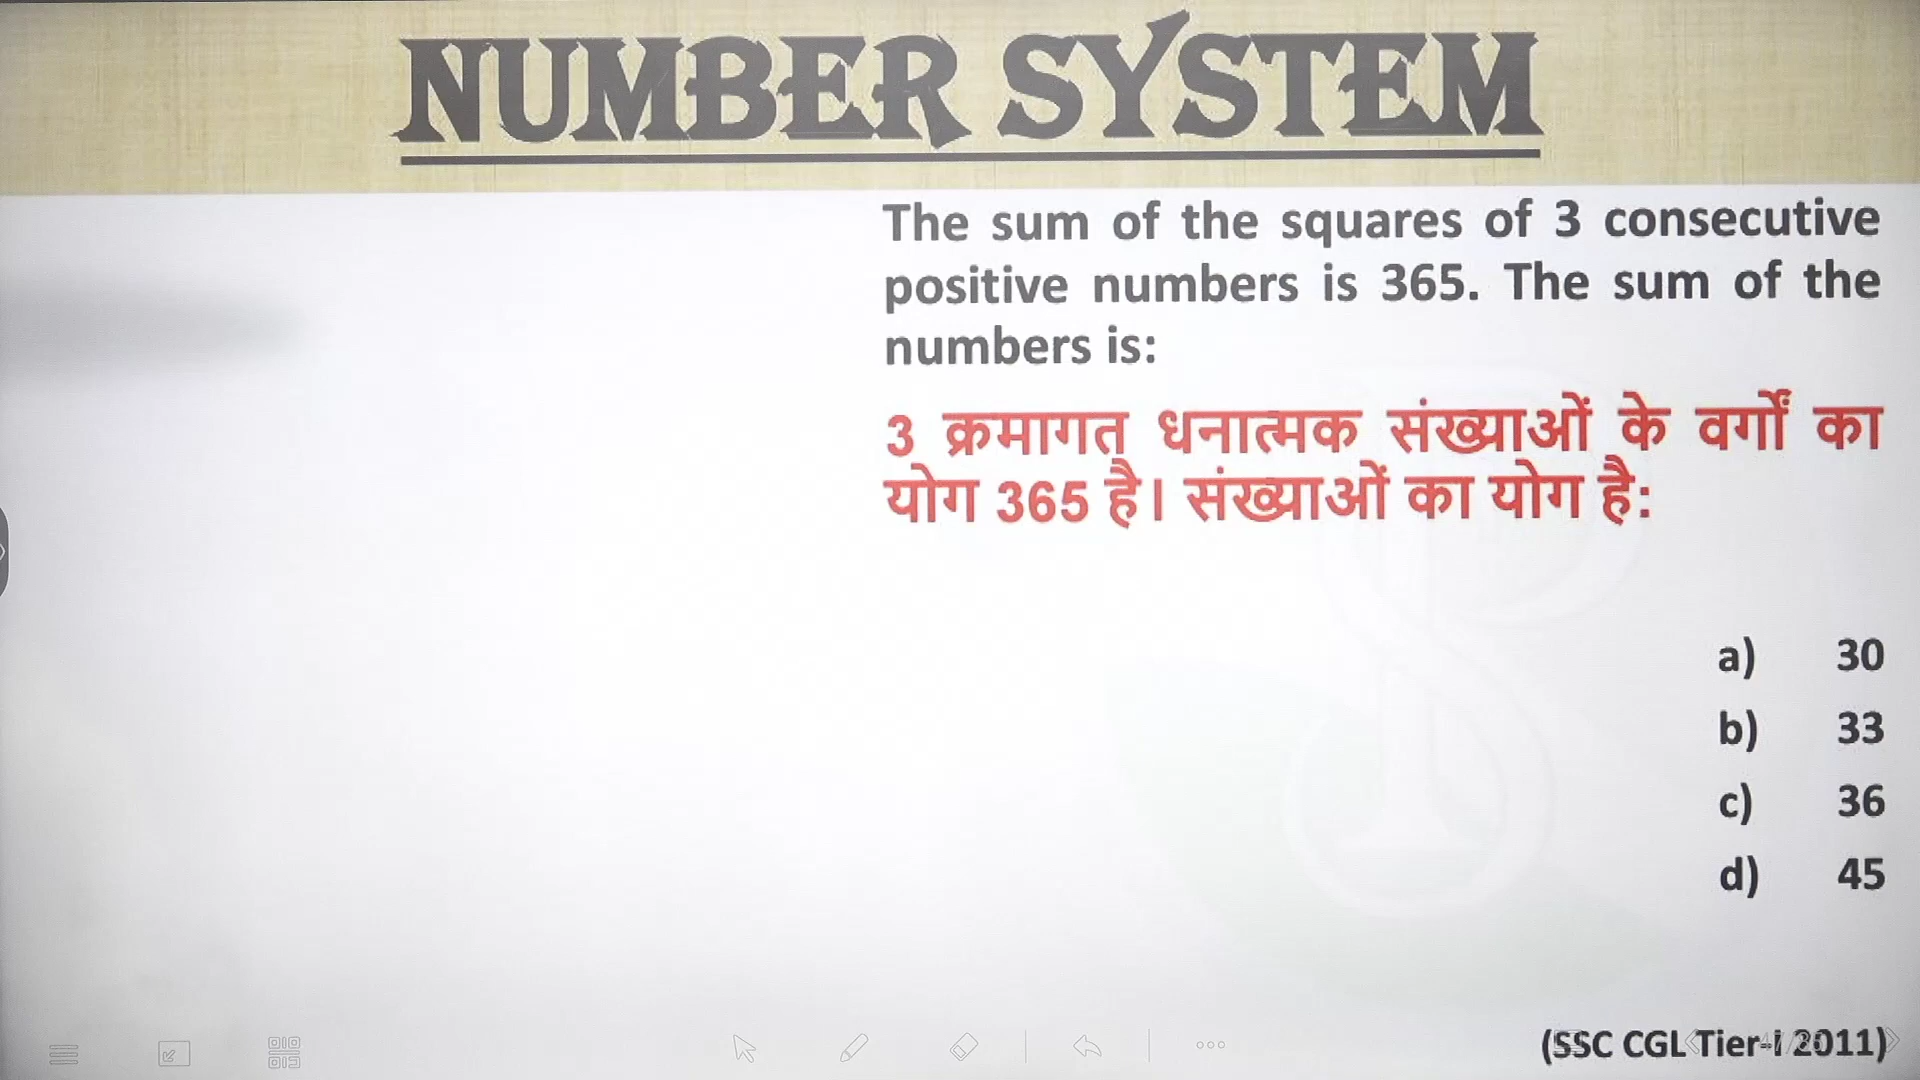 NUMBER SYSTEM
The sum of the squares of 3 consecutive
positive numbers is 365. The sum of the
numbers is:
3 क्रमागत धनात्मक संख्याओं के वर्गों का
योग 365 है। संख्याओं का योग है:
a) 30
b) 33
c) 36
d) 45
(SSC CGL Tier-I 2011)